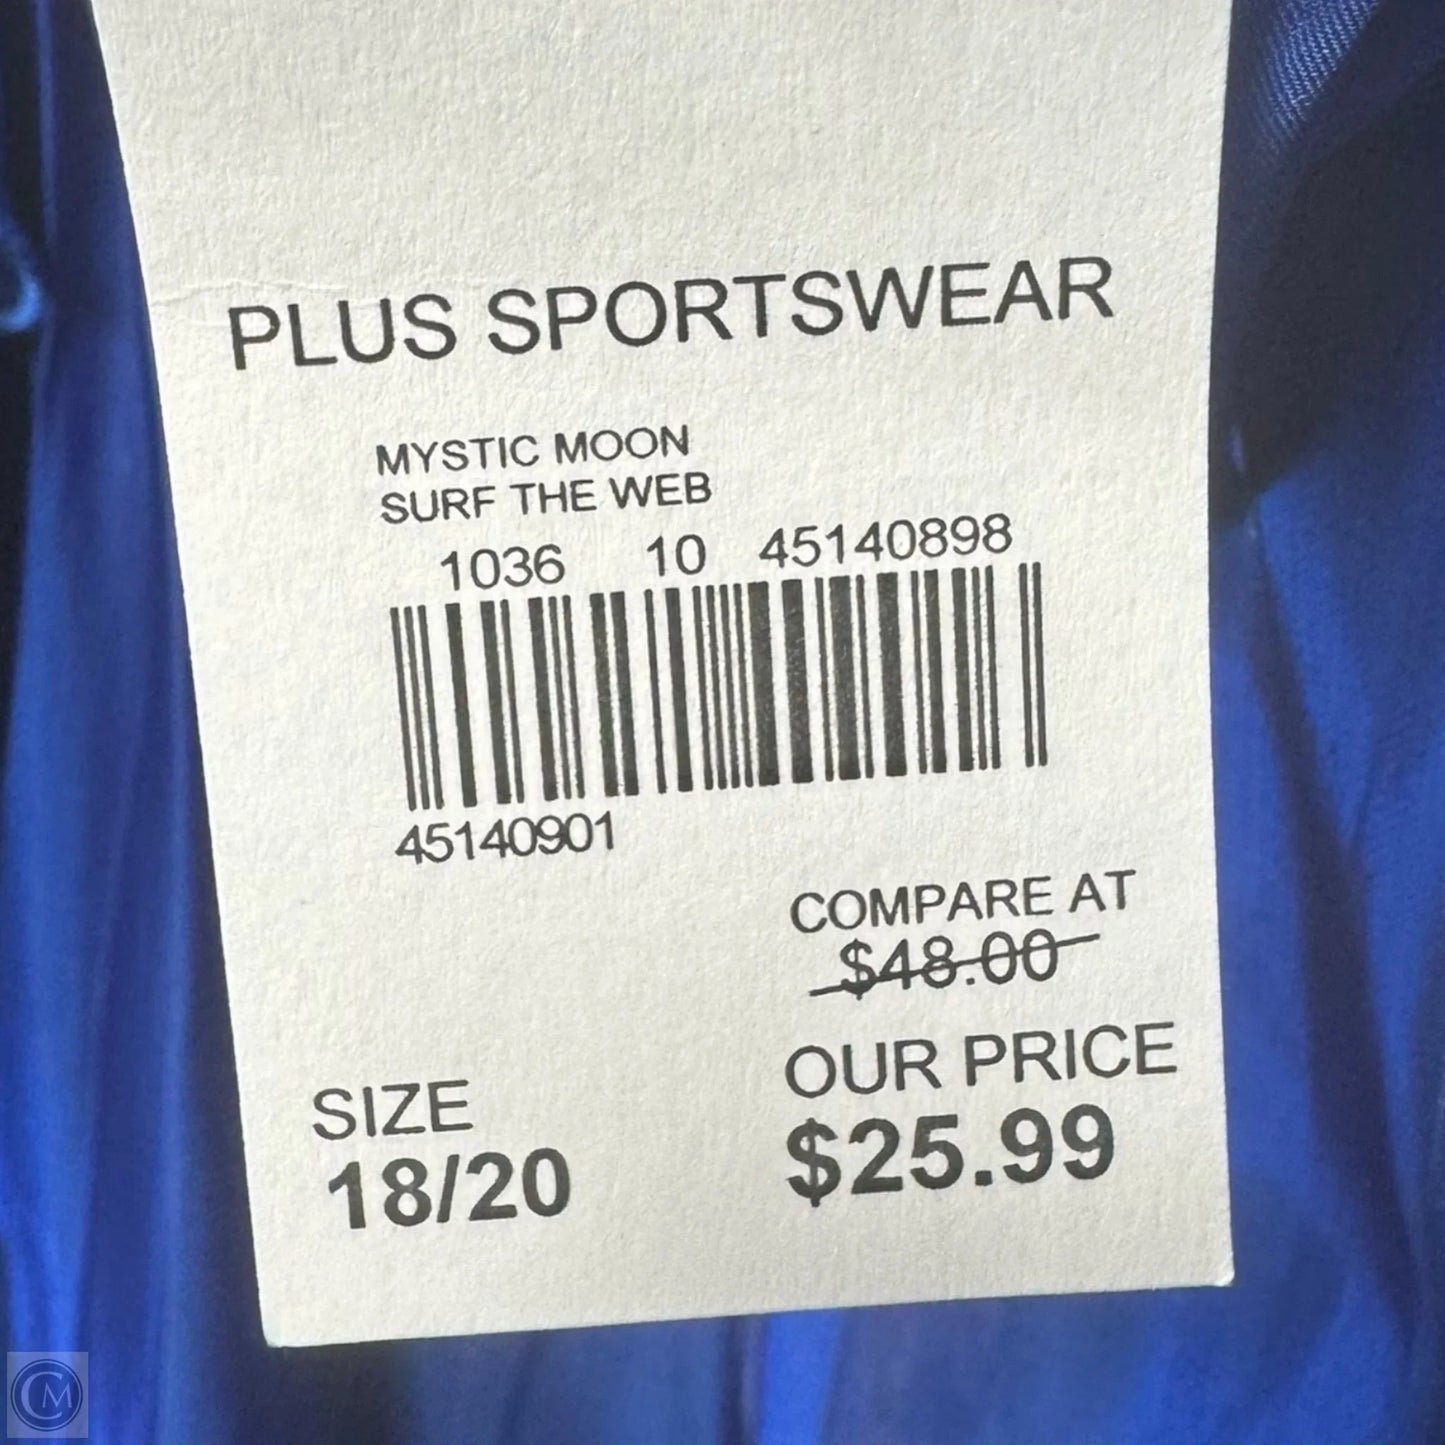 PLUS SPORTSWEAR
MYSTIC MOON
SURF THE WEB
1036 10 45140898
45140901
COMPARE AT
$48.00
OUR PRICE
$25.99
SIZE
18/20
CM